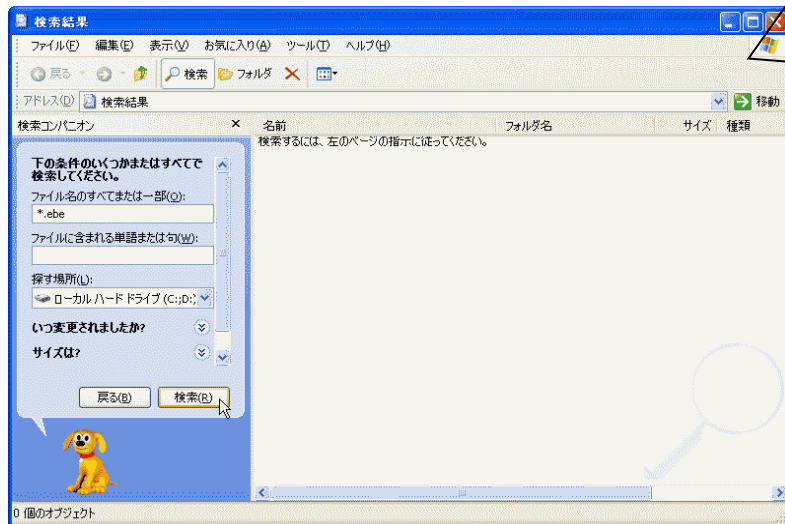 検索結果
ファイル(F) 編集(E) 表示(V) お気に入り(A) ツール(T) ヘルプ(H)
戻る 検索 フォルダ
アドレス(D) 検索結果 移動
検索コンパニオン × 名前 フォルダ名 サイズ 種類
検索するには、左のページの指示に従ってください。
下の条件のいくつかまたはすべてで
検索してください。
ファイル名のすべてまたは一部(O):
*.ebe
ファイルに含まれる単語または句(W):
探す場所(L):
ローカル ハード ドライブ (C:;D:;
いつ変更されましたか?
サイズは?
戻る(B) 検索(R)
0 個のオブジェクト